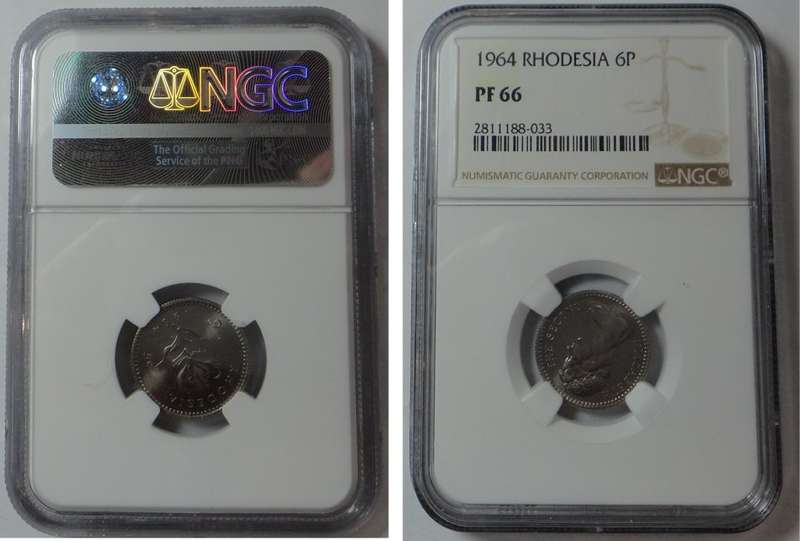 NGC
The Official Grading
Service of the PNG
RHODESIA
1964 RHODESIA 6P
PF 66
2811188-033
NUMISMATIC GUARANTY CORPORATION
NGC®